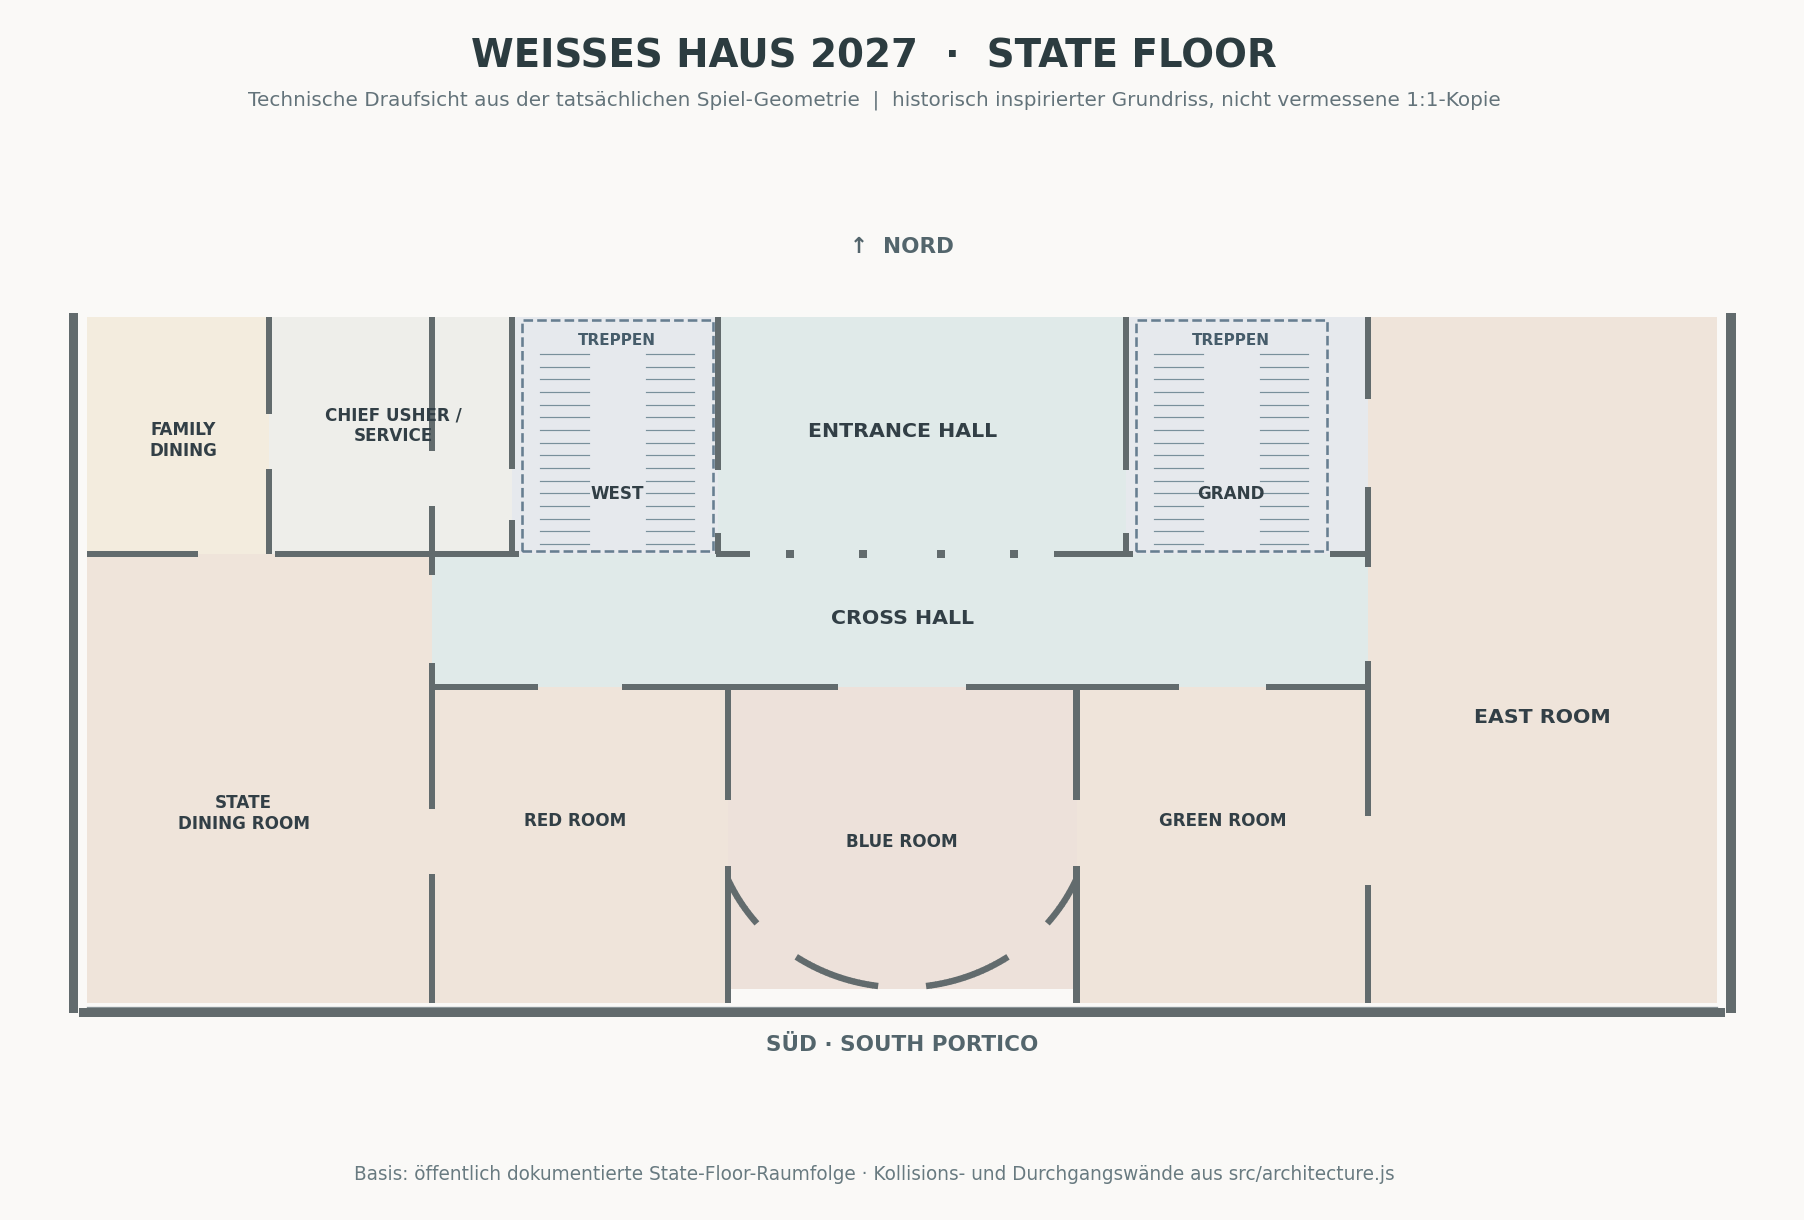 WEISSES HAUS 2027 · STATE FLOOR
Technische Draufsicht aus der tatsächlichen Spiel-Geometrie | historisch inspirierter Grundriss, nicht vermessene 1:1-Kopie
↑ NORD
TREPPEN
TREPPEN
CHIEF USHER /
SERVICE
FAMILY
DINING
ENTRANCE HALL
WEST
GRAND
CROSS HALL
EAST ROOM
STATE
DINING ROOM
RED ROOM
BLUE ROOM
GREEN ROOM
SÜD · SOUTH PORTICO
Basis: öffentlich dokumentierte State-Floor-Raumfolge · Kollisions- und Durchgangswände aus src/architecture.js